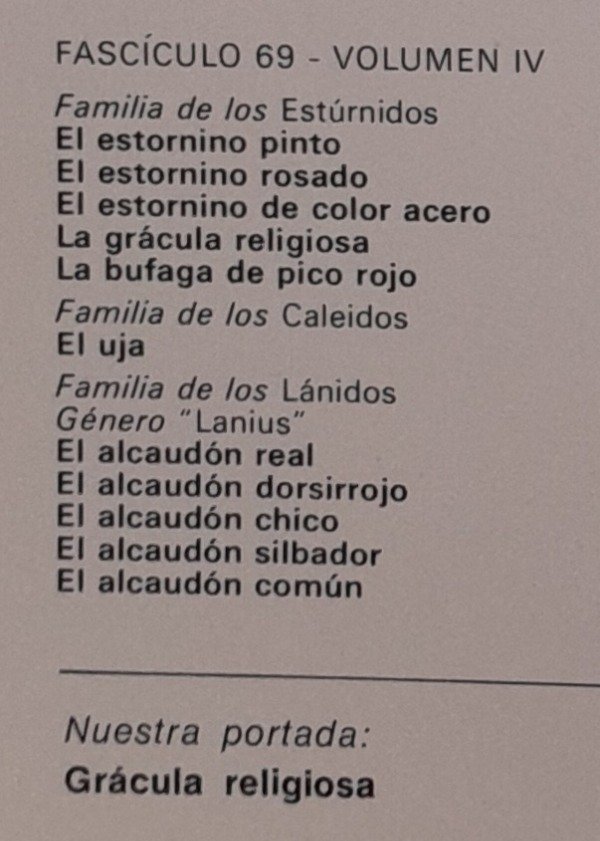 FASCÍCULO 69 - VOLUMEN IV
Familia de los Estúrnidos
El estornino pinto
El estornino rosado
El estornino de color acero
La grácula religiosa
La bufaga de pico rojo
Familia de los Caleidos
El uja
Familia de los Lánidos
Género "Lanius"
El alcaudón real
El alcaudón dorsirrojo
El alcaudón chico
El alcaudón silbador
El alcaudón común
Nuestra portada:
Grácula religiosa